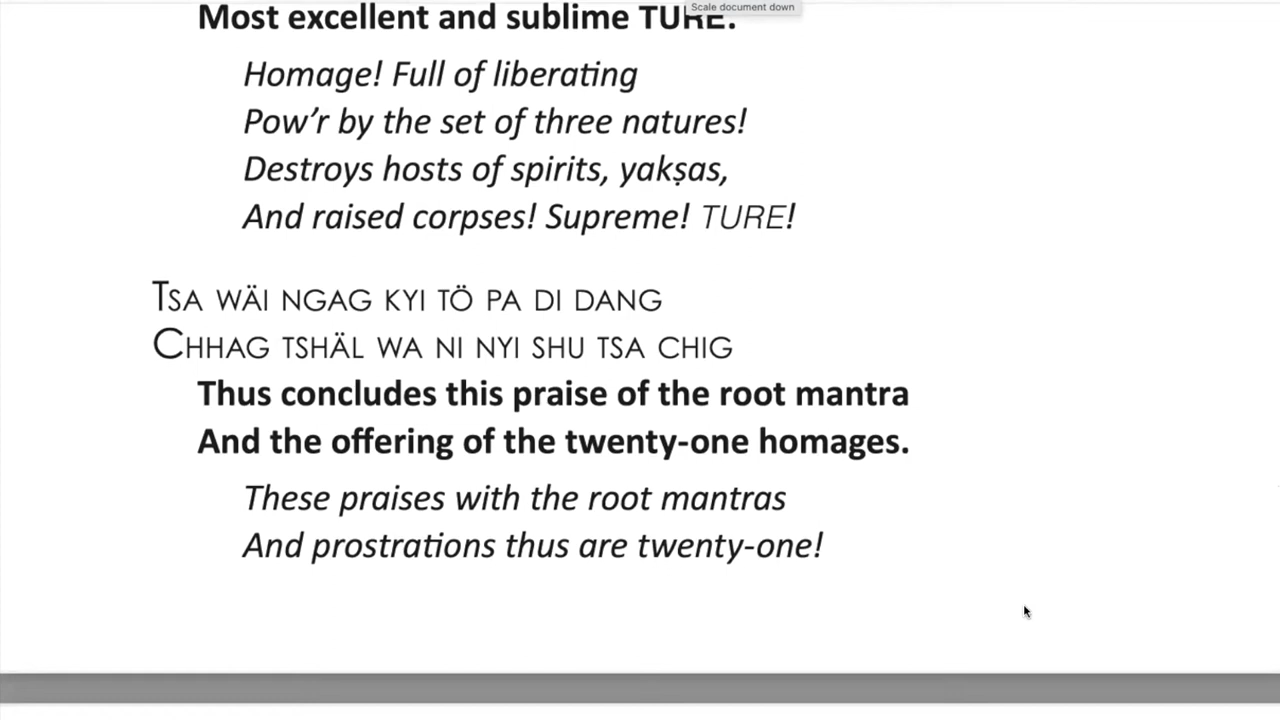 Scale document down
Most excellent and sublime TURE.
Homage! Full of liberating
Pow’r by the set of three natures!
Destroys hosts of spirits, yakṣas,
And raised corpses! Supreme! TURE!
TSA WÄI NGAG KYI TÖ PA DI DANG
CHHAG TSHÄL WA NI NYI SHU TSA CHIG
Thus concludes this praise of the root mantra
And the offering of the twenty-one homages.
These praises with the root mantras
And prostrations thus are twenty-one!